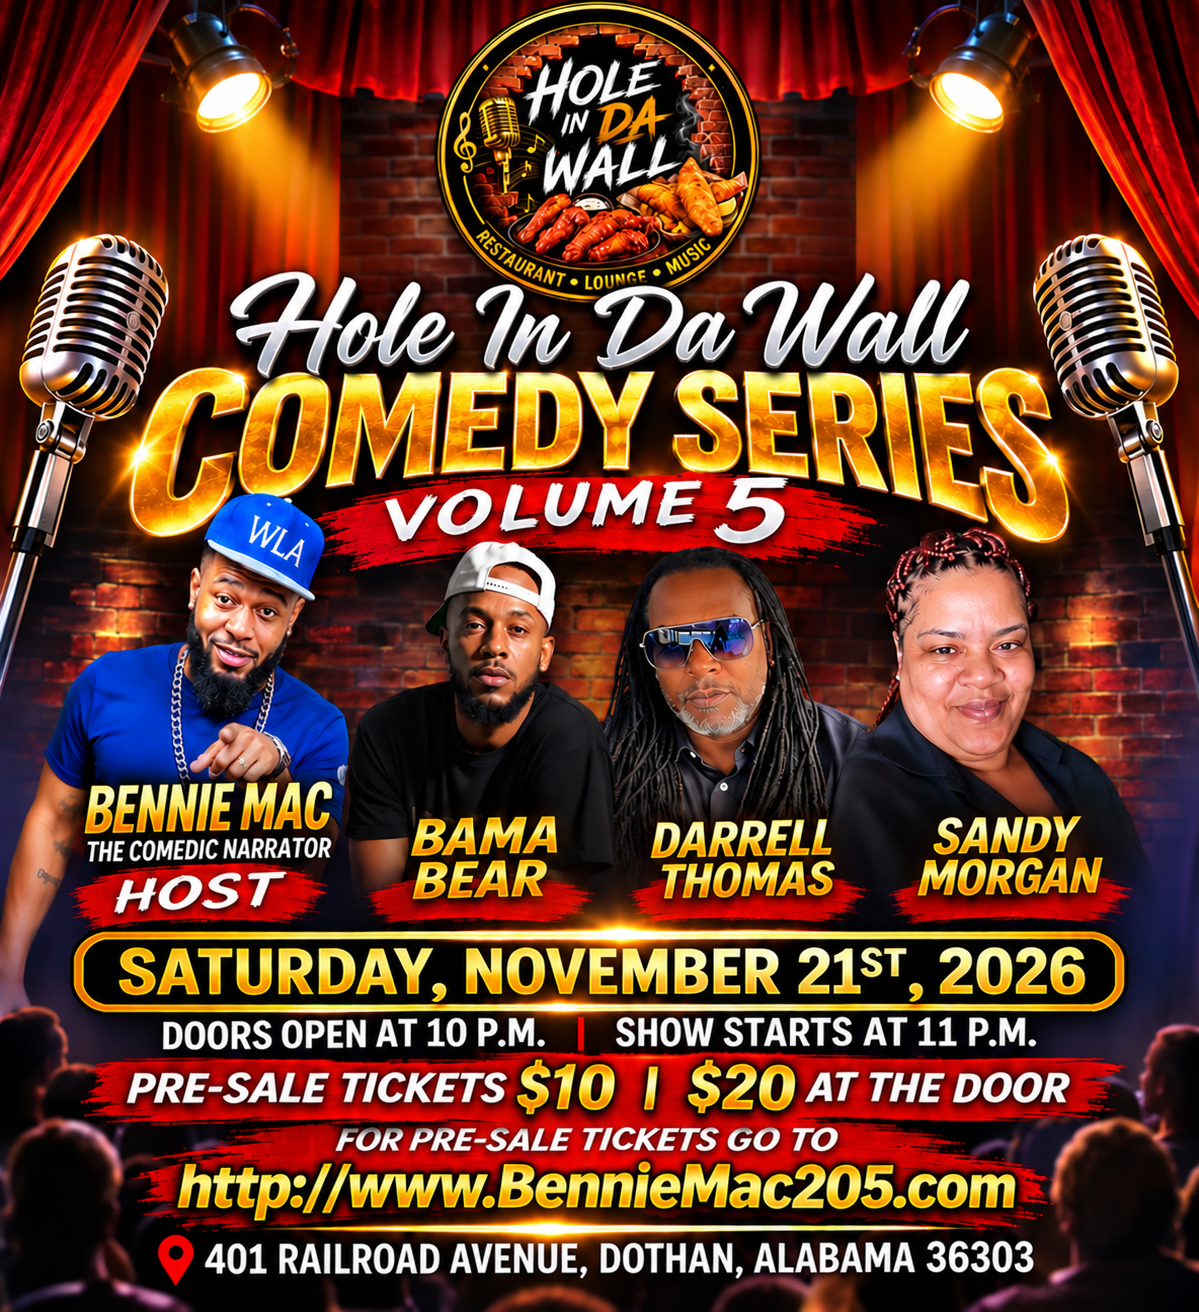 HOLE
IN DA
WALL
RESTAURANT • LOUNGE • MUSIC
Hole In Da Wall
COMEDY SERIES
VOLUME 5
WLA
BENNIE MAC
THE COMEDIC NARRATOR
HOST
BAMA
BEAR
DARRELL
THOMAS
SANDY
MORGAN
SATURDAY, NOVEMBER 21ST, 2026
DOORS OPEN AT 10 P.M. | SHOW STARTS AT 11 P.M.
PRE-SALE TICKETS $10 | $20 AT THE DOOR
FOR PRE-SALE TICKETS GO TO
http://www.BennieMac205.com
401 RAILROAD AVENUE, DOTHAN, ALABAMA 36303